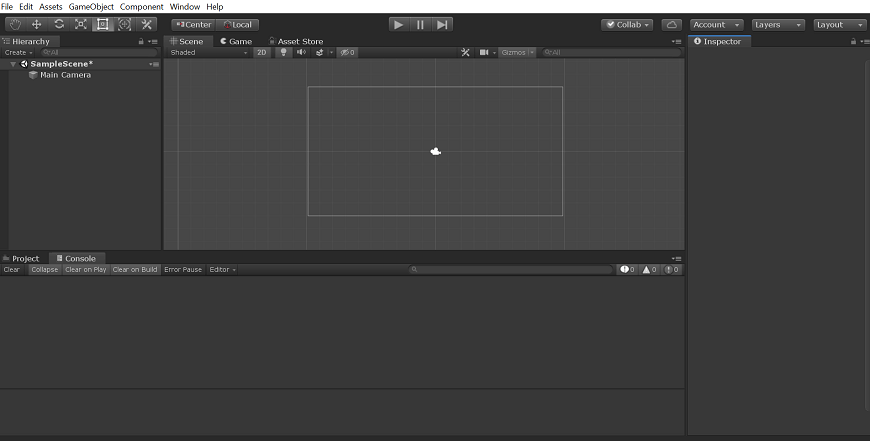 File Edit Assets GameObject Component Window Help
Center Local Collab Account Layers Layout
Hierarchy Scene Game Asset Store Inspector
Create All Shaded 2D 0 Gizmos All
SampleScene*
Main Camera
Project Console
Clear Collapse Clear on Play Clear on Build Error Pause Editor 0 0 0